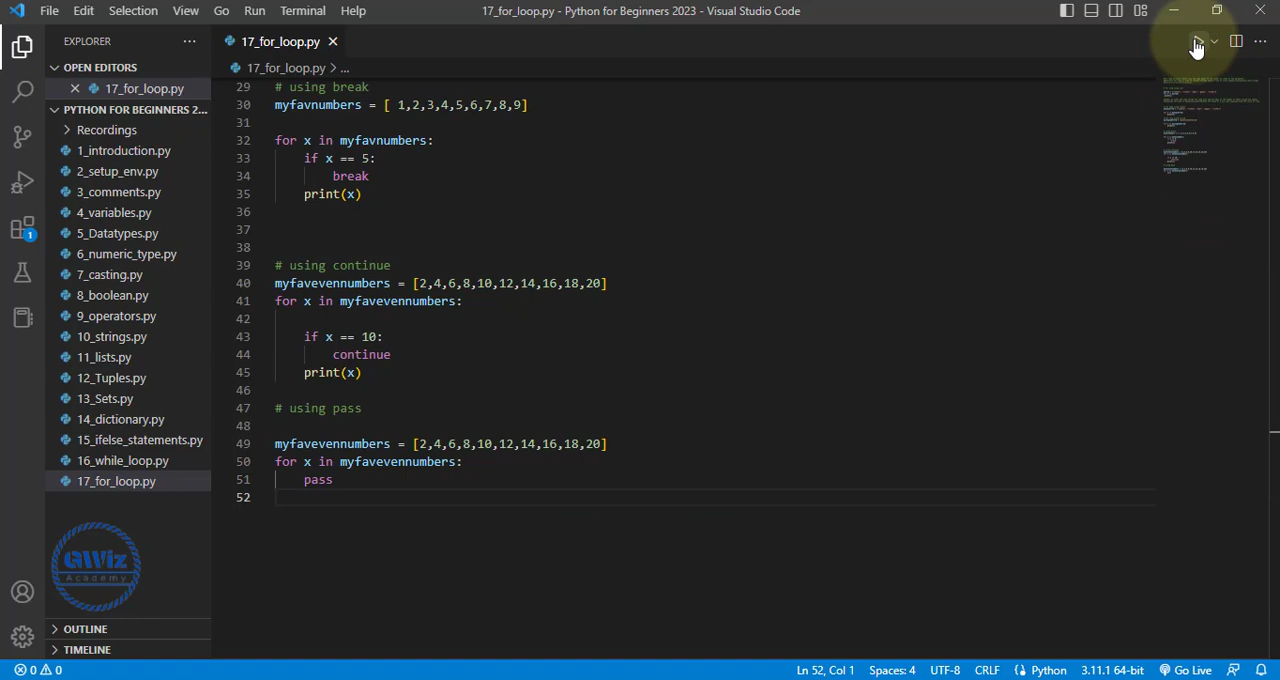 File Edit Selection View Go Run Terminal Help
17_for_loop.py - Python for Beginners 2023 - Visual Studio Code
EXPLORER
OPEN EDITORS
17_for_loop.py
PYTHON FOR BEGINNERS 2...
Recordings
1_introduction.py
2_setup_env.py
3_comments.py
4_variables.py
5_Datatypes.py
6_numeric_type.py
7_casting.py
8_boolean.py
9_operators.py
10_strings.py
11_lists.py
12_Tuples.py
13_Sets.py
14_dictionary.py
15_ifelse_statements.py
16_while_loop.py
17_for_loop.py
1
GWiz
Academy
OUTLINE
TIMELINE
17_for_loop.py
17_for_loop.py > ...
29 # using break
30 myfavnumbers = [ 1,2,3,4,5,6,7,8,9]
31
32 for x in myfavnumbers:
33 if x == 5:
34 break
35 print(x)
36
37
38
39 # using continue
40 myfavevennumbers = [2,4,6,8,10,12,14,16,18,20]
41 for x in myfavevennumbers:
42
43 if x == 10:
44 continue
45 print(x)
46
47 # using pass
48
49 myfavevennumbers = [2,4,6,8,10,12,14,16,18,20]
50 for x in myfavevennumbers:
51 pass
52
0 0
Ln 52, Col 1 Spaces: 4 UTF-8 CRLF Python 3.11.1 64-bit Go Live